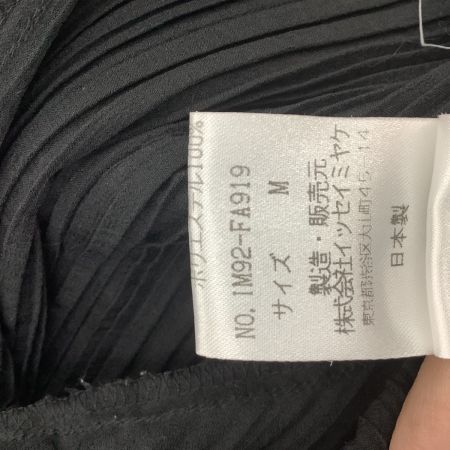 ポリエステル100%
NO. IM92-FA919
サイズ M
製造・販売元
株式会社イッセイミヤケ
東京都渋谷区大山町45-14
日本製